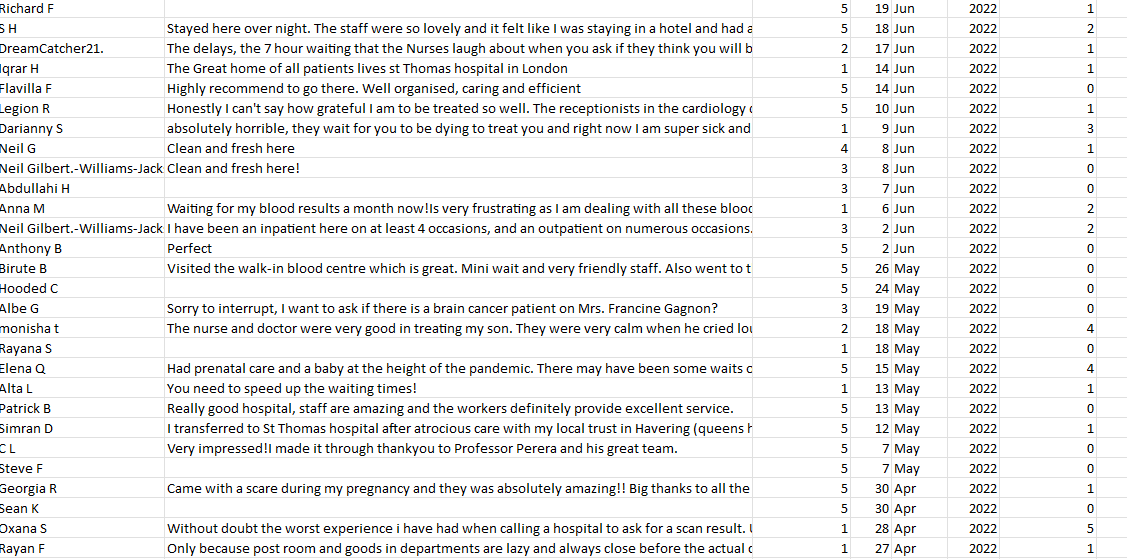 Richard F 5 19 Jun 2022 1
S H Stayed here over night. The staff were so lovely and it felt like I was staying in a hotel and had a 5 18 Jun 2022 2
DreamCatcher21. The delays, the 7 hour waiting that the Nurses laugh about when you ask if they think you will b 2 17 Jun 2022 1
Iqrar H The Great home of all patients lives st Thomas hospital in London 1 14 Jun 2022 1
Flavilla F Highly recommend to go there. Well organised, caring and efficient 5 14 Jun 2022 0
Legion R Honestly I can't say how grateful I am to be treated so well. The receptionists in the cardiology 5 10 Jun 2022 1
Darianny S absolutely horrible, they wait for you to be dying to treat you and right now I am super sick and 1 9 Jun 2022 3
Neil G Clean and fresh here 4 8 Jun 2022 1
Neil Gilbert.-Williams-Jack Clean and fresh here! 3 8 Jun 2022 0
Abdullahi H 3 7 Jun 2022 0
Anna M Waiting for my blood results a month now!Is very frustrating as I am dealing with all these blood 1 6 Jun 2022 2
Neil Gilbert.-Williams-Jack I have been an inpatient here on at least 4 occasions, and an outpatient on numerous occasions. 3 2 Jun 2022 2
Anthony B Perfect 5 2 Jun 2022 0
Birute B Visited the walk-in blood centre which is great. Mini wait and very friendly staff. Also went to t 5 26 May 2022 0
Hooded C 5 24 May 2022 0
Albe G Sorry to interrupt, I want to ask if there is a brain cancer patient on Mrs. Francine Gagnon? 3 19 May 2022 0
monisha t The nurse and doctor were very good in treating my son. They were very calm when he cried lou 2 18 May 2022 4
Rayana S 1 18 May 2022 0
Elena Q Had prenatal care and a baby at the height of the pandemic. There may have been some waits 5 15 May 2022 4
Alta L You need to speed up the waiting times! 1 13 May 2022 1
Patrick B Really good hospital, staff are amazing and the workers definitely provide excellent service. 5 13 May 2022 0
Simran D I transferred to St Thomas hospital after atrocious care with my local trust in Havering (queens h 5 12 May 2022 1
C L Very impressed!I made it through thankyou to Professor Perera and his great team. 5 7 May 2022 0
Steve F 5 7 May 2022 0
Georgia R Came with a scare during my pregnancy and they was absolutely amazing!! Big thanks to all the 5 30 Apr 2022 1
Sean K 5 30 Apr 2022 0
Oxana S Without doubt the worst experience i have had when calling a hospital to ask for a scan result. 1 28 Apr 2022 5
Rayan F Only because post room and goods in departments are lazy and always close before the actual 1 27 Apr 2022 1